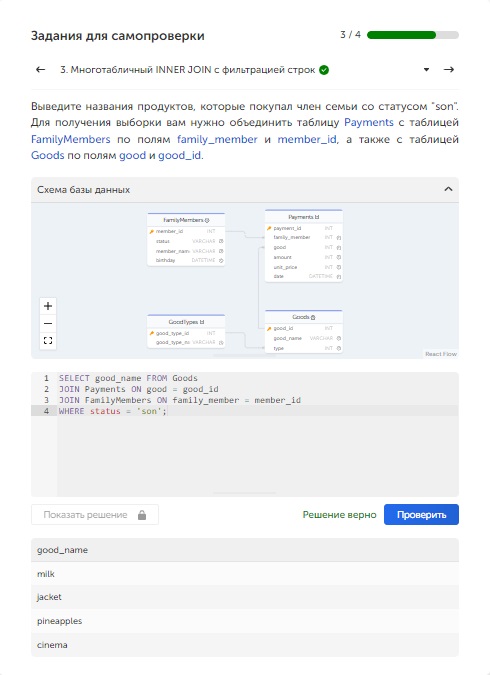 Задания для самопроверки
3 / 4
3. Многотабличный INNER JOIN с фильтрацией строк
Выведите названия продуктов, которые покупал член семьи со статусом "son".
Для получения выборки вам нужно объединить таблицу Payments с таблицей
FamilyMembers по полям family_member и member_id, а также с таблицей
Goods по полям good и good_id.
Схема базы данных
FamilyMembers
member_id INT
status VARCHAR
member_nam VARCHAR
birthday DATETIME
Payments
payment_id INT
family_member INT
good INT
amount INT
unit_price INT
date DATETIME
GoodTypes
good_type_id INT
good_type_nc VARCHAR
Goods
good_id INT
good_name VARCHAR
type INT
React Flow
1 SELECT good_name FROM Goods
2 JOIN Payments ON good = good_id
3 JOIN FamilyMembers ON family_member = member_id
4 WHERE status = 'son';
Показать решение
Решение верно
Проверить
good_name
milk
jacket
pineapples
cinema